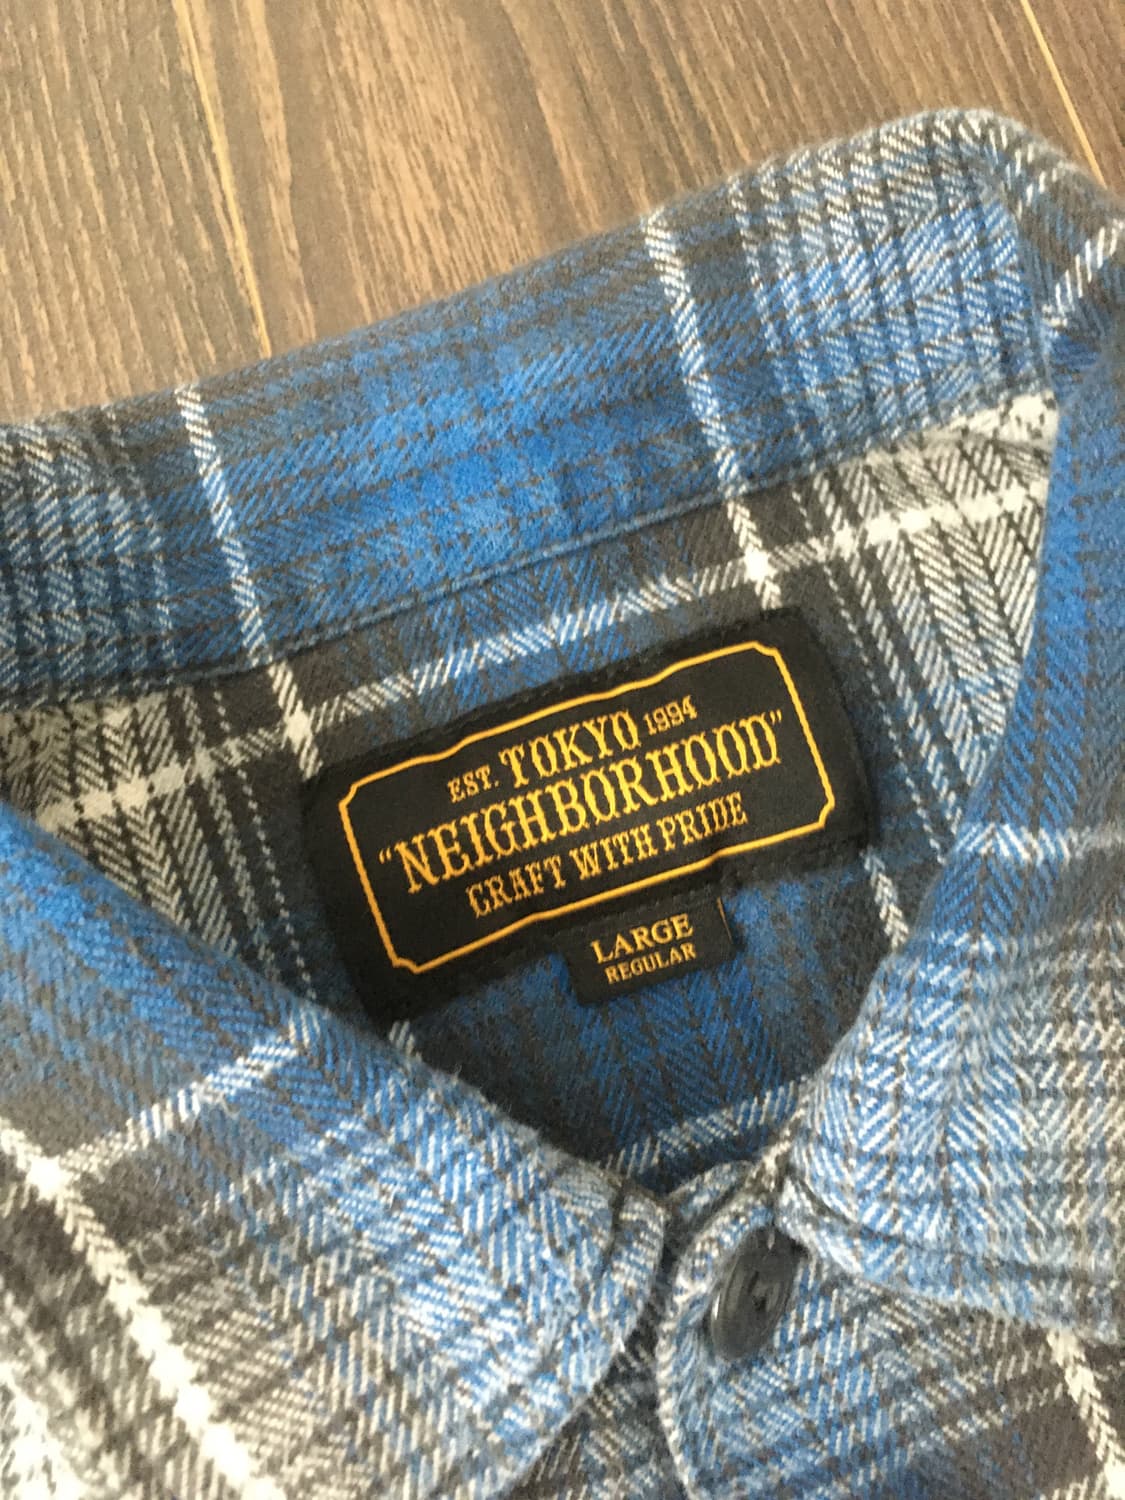 EST. TOKYO 1994
"NEIGHBORHOOD"
CRAFT WITH PRIDE
LARGE
REGULAR